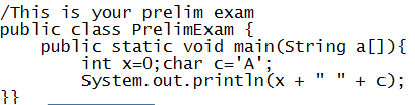 /This is your prelim exam
public class PrelimExam {
    public static void main(String a[]){
        int x=0;char c='A';
        System.out.println(x + " " + c);
}}